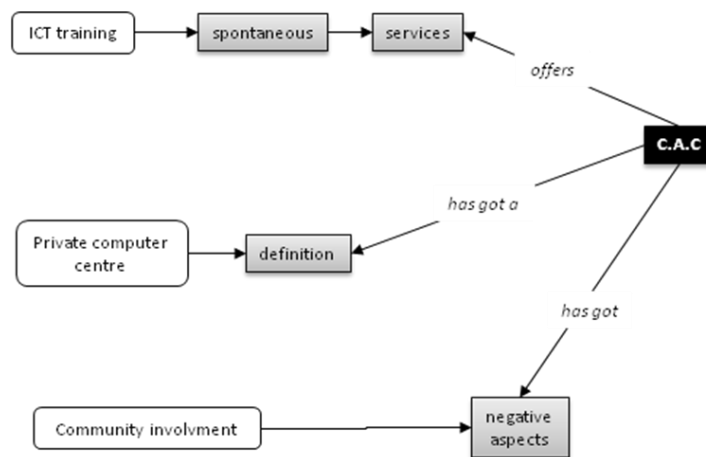 ICT training
spontaneous
services
offers
C.A.C
has got a
Private computer
centre
definition
has got
Community involvment
negative
aspects